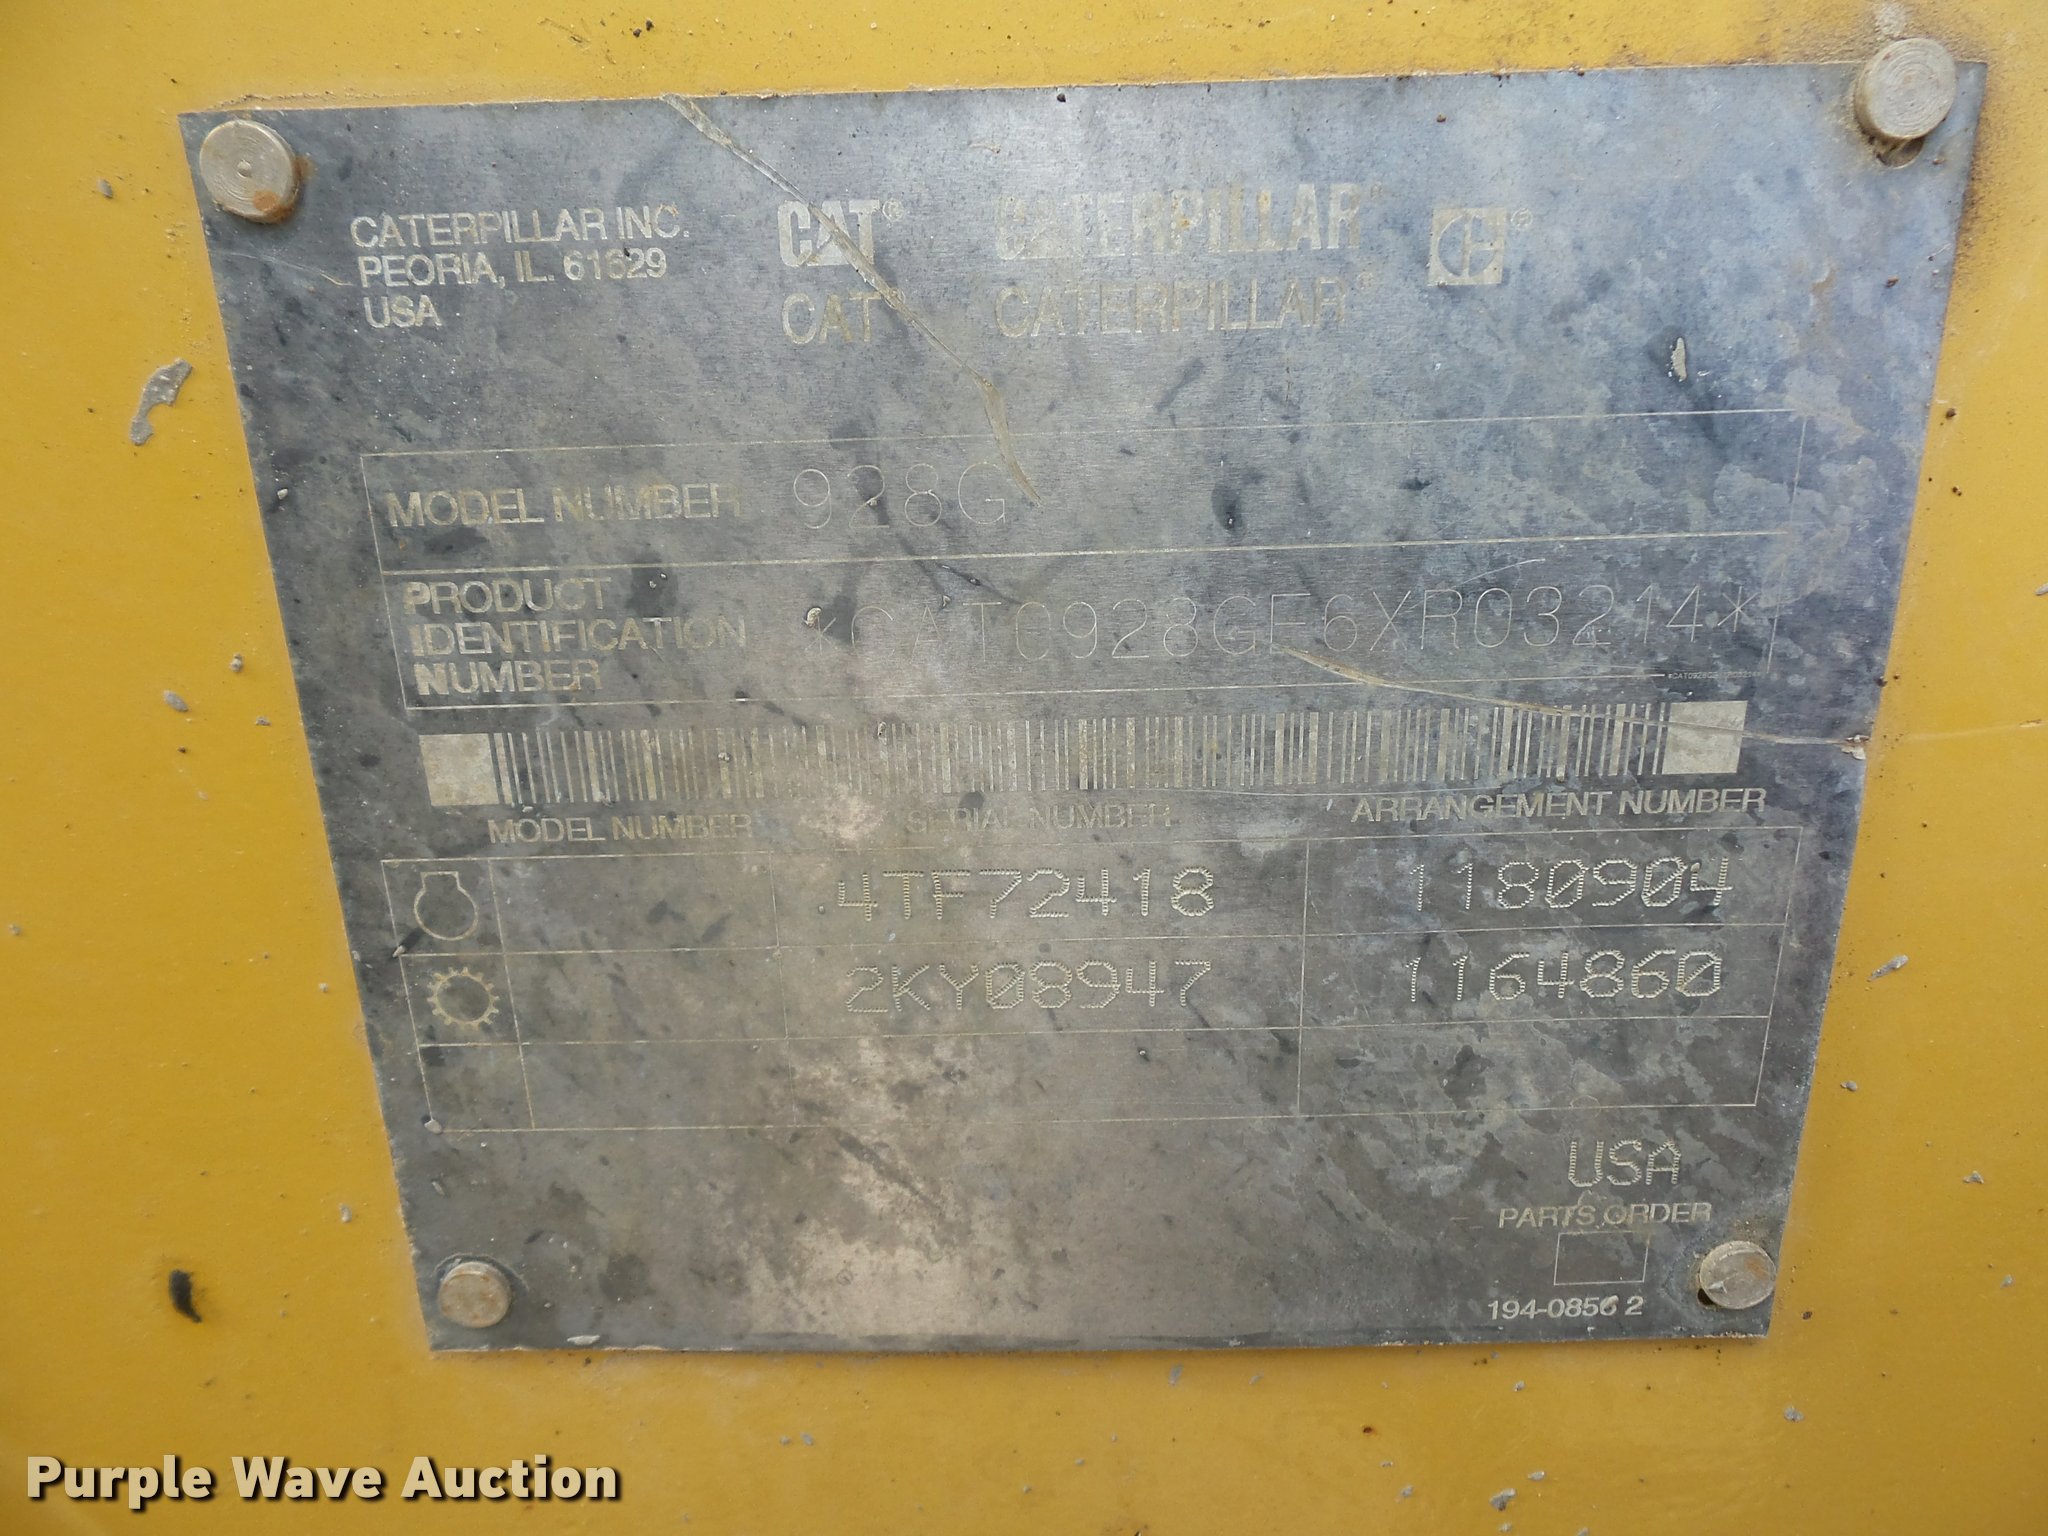 CATERPILLAR INC.
PEORIA, IL. 61629
USA
CAT® CATERPILLAR® ®
CAT® CATERPILLAR®
MODEL NUMBER 928G
PRODUCT
IDENTIFICATION
NUMBER
*CAT0928GE6XR03214*
MODEL NUMBER SERIAL NUMBER ARRANGEMENT NUMBER
4TF72418 1180904
2KY08947 1164860
USA
PARTS ORDER
194-0856 2
Purple Wave Auction